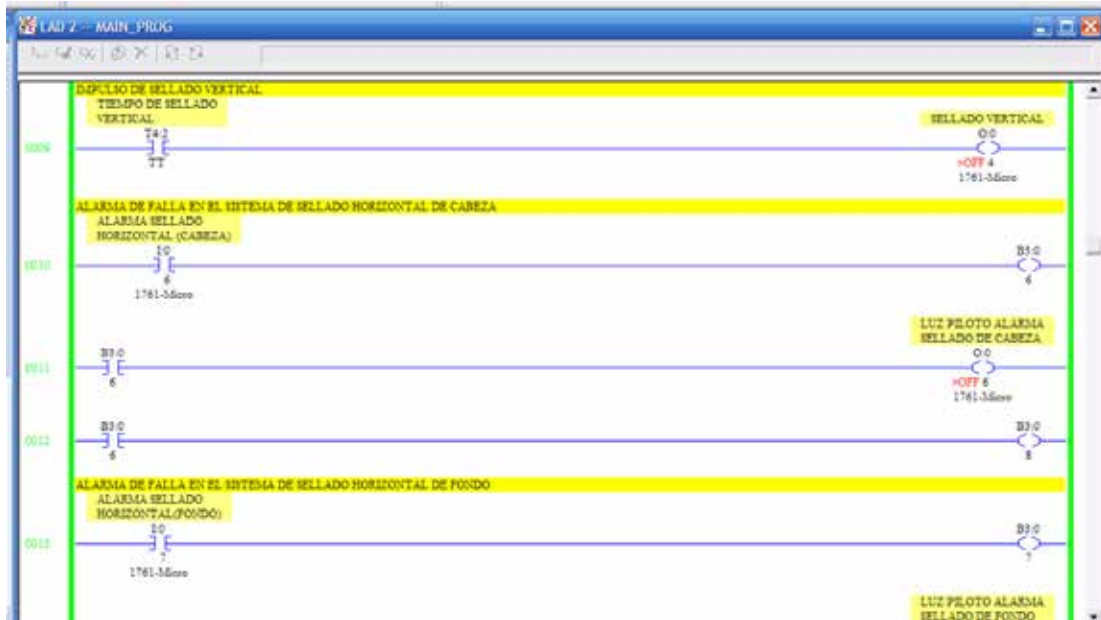 LAD 2 -- MAIN_PROG
IMPULSO DE SELLADO VERTICAL
TIEMPO DE SELLADO
VERTICAL
T4:2
TT
SELLADO VERTICAL
O:0
>OFF 4
1761-Micro
0009
ALARMA DE FALLA EN EL SISTEMA DE SELLADO HORIZONTAL DE CABEZA
ALARMA SELLADO
HORIZONTAL (CABEZA)
I:0
6
1761-Micro
B3:0
6
0010
LUZ PILOTO ALARMA
SELLADO DE CABEZA
B3:0
6
O:0
>OFF 6
1761-Micro
0011
B3:0
6
B3:0
8
0012
ALARMA DE FALLA EN EL SISTEMA DE SELLADO HORIZONTAL DE FONDO
ALARMA SELLADO
HORIZONTAL(FONDO)
I:0
7
1761-Micro
B3:0
7
0013
LUZ PILOTO ALARMA
SELLADO DE FONDO